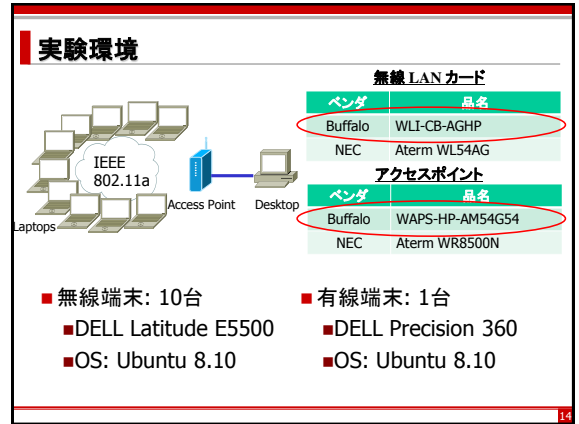 実験環境
IEEE
802.11a
Access Point
Desktop
Laptops
無線 LAN カード
ベンダ 品名
Buffalo WLI-CB-AGHP
NEC Aterm WL54AG
アクセスポイント
ベンダ 品名
Buffalo WAPS-HP-AM54G54
NEC Aterm WR8500N
■無線端末: 10台
■DELL Latitude E5500
■OS: Ubuntu 8.10
■有線端末: 1台
■DELL Precision 360
■OS: Ubuntu 8.10
14